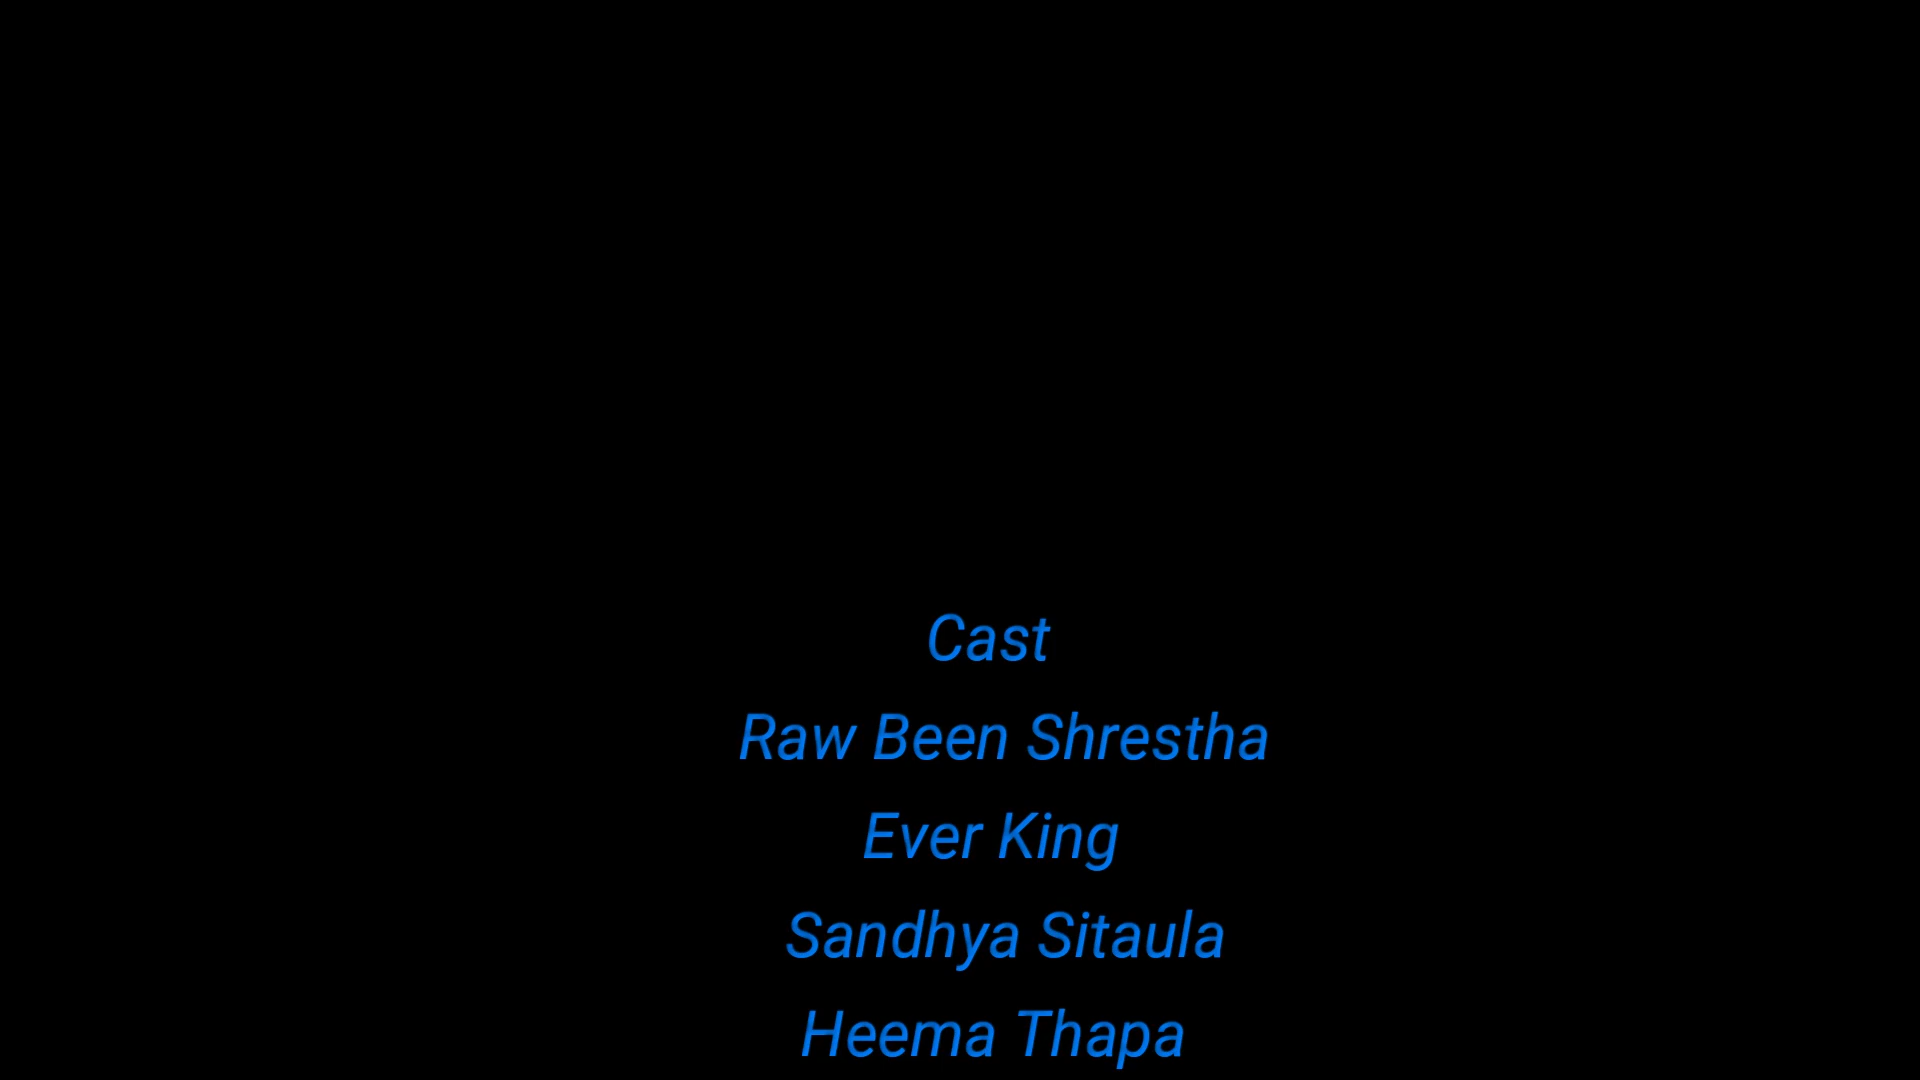 Cast
Raw Been Shrestha
Ever King
Sandhya Sitaula
Heema Thapa